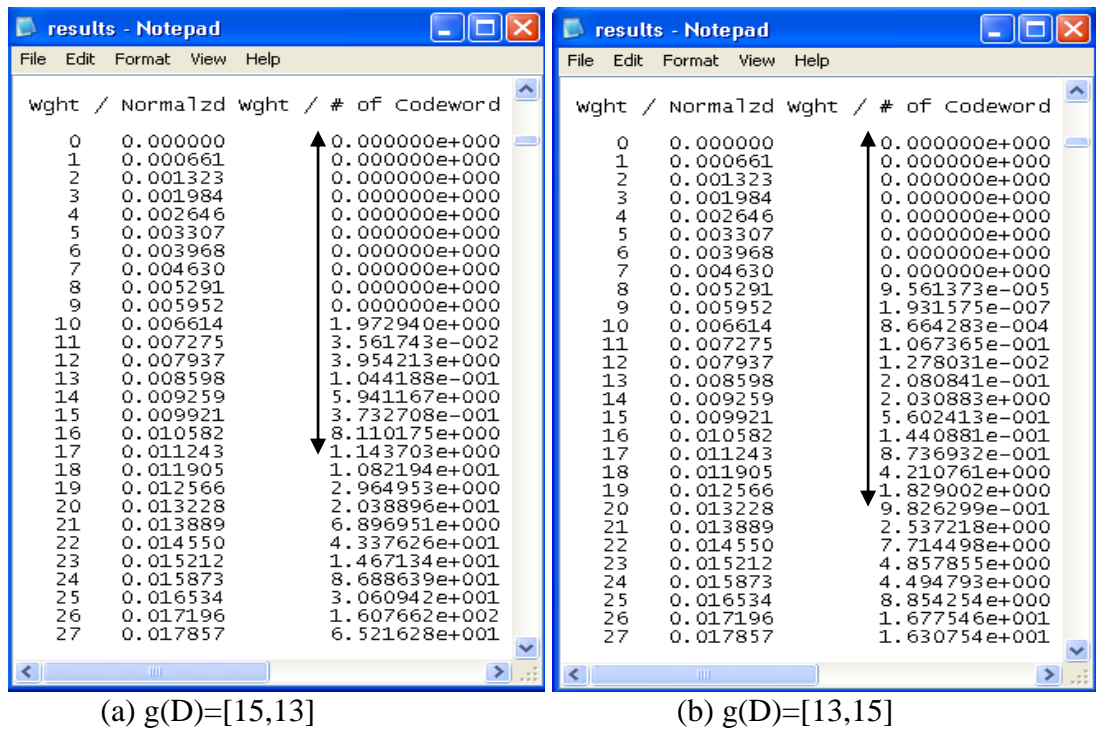 results - Notepad
File Edit Format View Help
Wght / Normalzd Wght / # of Codeword
0 0.000000 0.000000e+000
1 0.000661 0.000000e+000
2 0.001323 0.000000e+000
3 0.001984 0.000000e+000
4 0.002646 0.000000e+000
5 0.003307 0.000000e+000
6 0.003968 0.000000e+000
7 0.004630 0.000000e+000
8 0.005291 0.000000e+000
9 0.005952 0.000000e+000
10 0.006614 1.972940e+000
11 0.007275 3.561743e-002
12 0.007937 3.954213e+000
13 0.008598 1.044188e-001
14 0.009259 5.941167e+000
15 0.009921 3.732708e-001
16 0.010582 8.110175e+000
17 0.011243 1.143703e+000
18 0.011905 1.082194e+001
19 0.012566 2.964953e+000
20 0.013228 2.038896e+001
21 0.013889 6.896951e+000
22 0.014550 4.337626e+001
23 0.015212 1.467134e+001
24 0.015873 8.688639e+001
25 0.016534 3.060942e+001
26 0.017196 1.607662e+002
27 0.017857 6.521628e+001
(a) g(D)=[15,13]
results - Notepad
File Edit Format View Help
Wght / Normalzd Wght / # of Codeword
0 0.000000 0.000000e+000
1 0.000661 0.000000e+000
2 0.001323 0.000000e+000
3 0.001984 0.000000e+000
4 0.002646 0.000000e+000
5 0.003307 0.000000e+000
6 0.003968 0.000000e+000
7 0.004630 0.000000e+000
8 0.005291 9.561373e-005
9 0.005952 1.931575e-007
10 0.006614 8.664283e-004
11 0.007275 1.067365e-001
12 0.007937 1.278031e-002
13 0.008598 2.080841e-001
14 0.009259 2.030883e+000
15 0.009921 5.602413e-001
16 0.010582 1.440881e-001
17 0.011243 8.736932e-001
18 0.011905 4.210761e+000
19 0.012566 1.829002e+000
20 0.013228 9.826299e-001
21 0.013889 2.537218e+000
22 0.014550 7.714498e+000
23 0.015212 4.857855e+000
24 0.015873 4.494793e+000
25 0.016534 8.854254e+000
26 0.017196 1.677546e+001
27 0.017857 1.630754e+001
(b) g(D)=[13,15]